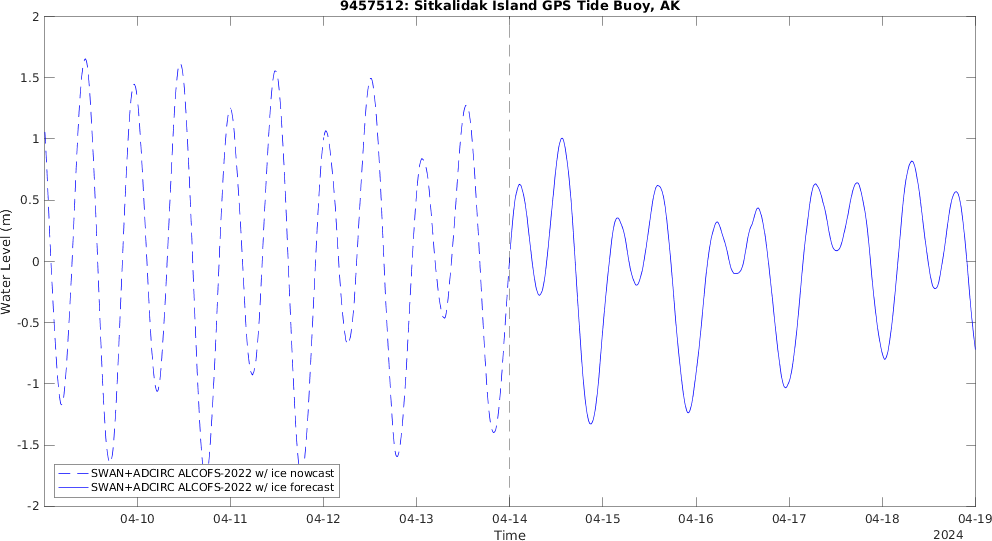 9457512: Sitkalidak Island GPS Tide Buoy, AK
2
1.5
1
0.5
0
-0.5
-1
-1.5
-2
Water Level (m)
SWAN+ADCIRC ALCOFS-2022 w/ ice nowcast
SWAN+ADCIRC ALCOFS-2022 w/ ice forecast
04-10 04-11 04-12 04-13 04-14 04-15 04-16 04-17 04-18 04-19
Time
2024